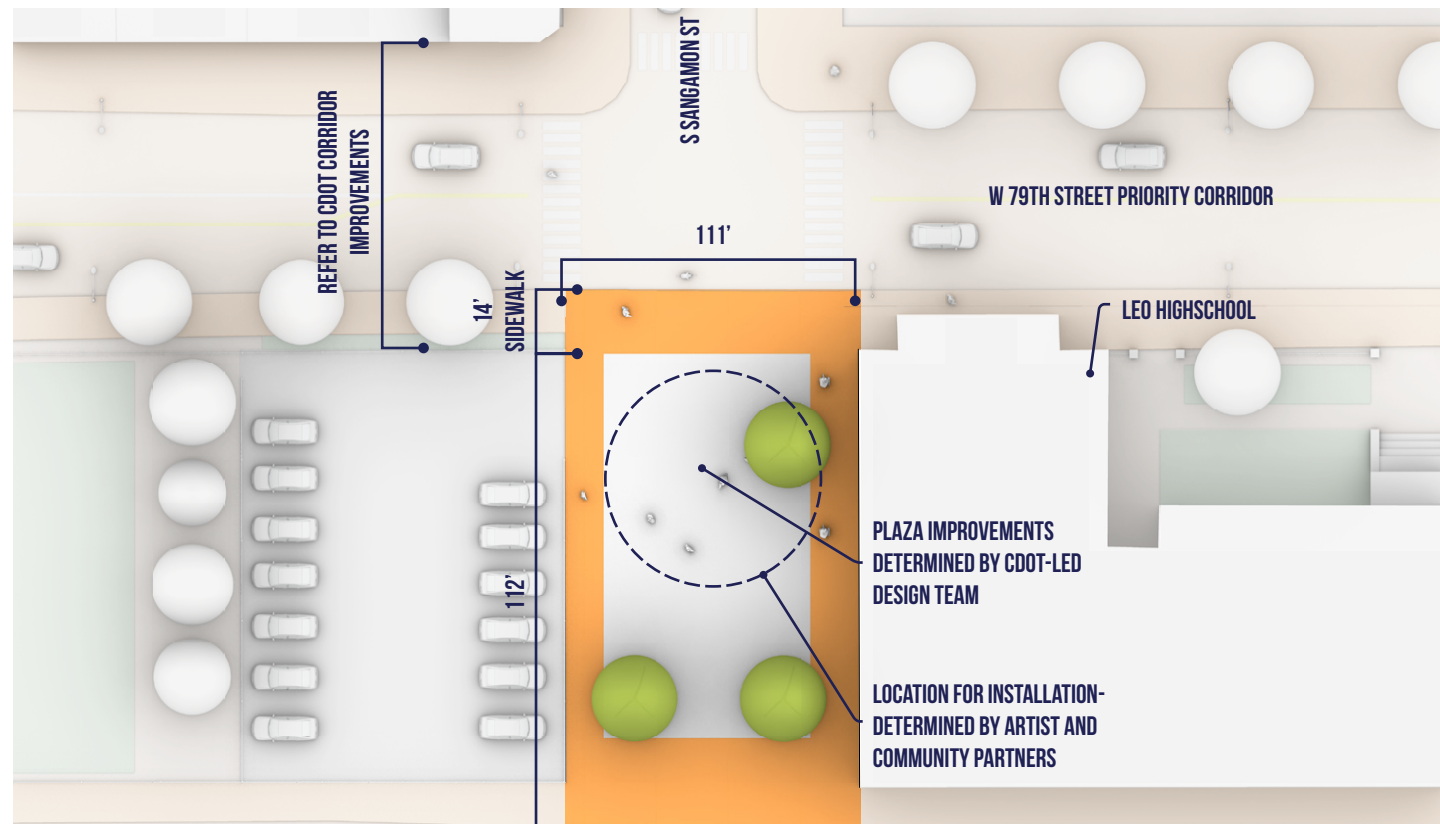 S SANGAMON ST
REFER TO CDOT CORRIDOR
IMPROVEMENTS
W 79TH STREET PRIORITY CORRIDOR
111’
14’
SIDEWALK
LEO HIGHSCHOOL
112’
PLAZA IMPROVEMENTS
DETERMINED BY CDOT-LED
DESIGN TEAM
LOCATION FOR INSTALLATION-
DETERMINED BY ARTIST AND
COMMUNITY PARTNERS